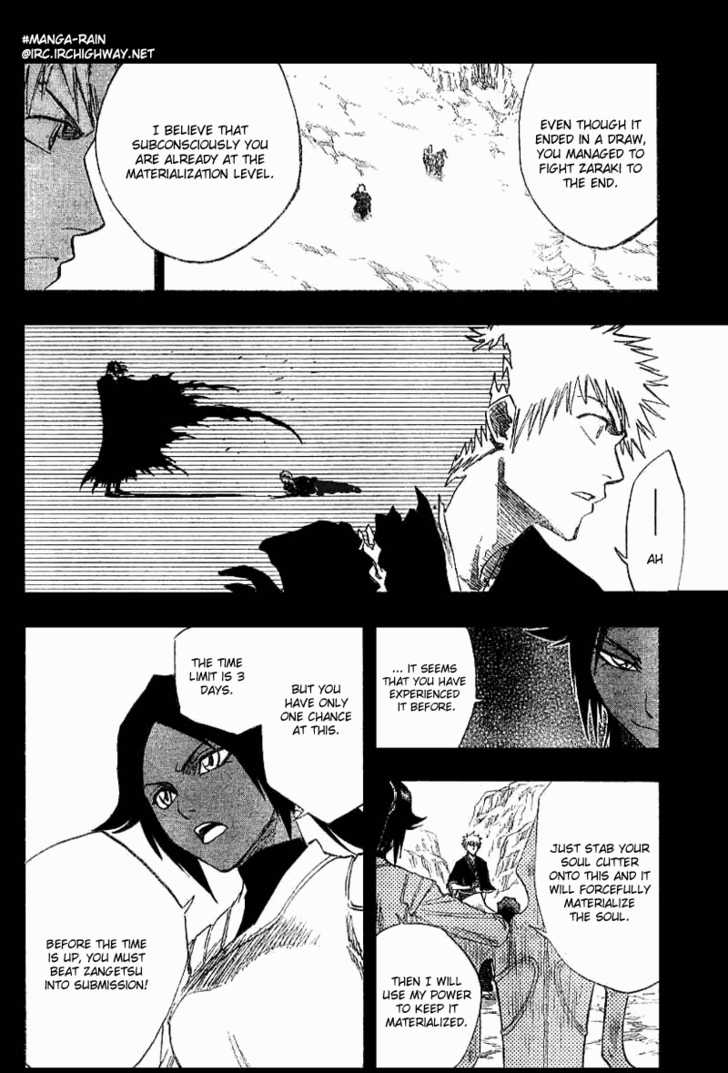 #MANGA-RAIN
@IRC.IRCHIGHWAY.NET
EVEN THOUGH IT
ENDED IN A DRAW,
YOU MANAGED TO
FIGHT ZARAKI TO
THE END.
I BELIEVE THAT
SUBCONSCIOUSLY YOU
ARE ALREADY AT THE
MATERIALIZATION LEVEL.
AH
... IT SEEMS
THAT YOU HAVE
EXPERIENCED
IT BEFORE.
JUST STAB YOUR
SOUL CUTTER
ONTO THIS AND IT
WILL FORCEFULLY
MATERIALIZE
THE SOUL.
THEN I WILL
USE MY POWER
TO KEEP IT
MATERIALIZED.
BUT YOU
HAVE ONLY
ONE CHANCE
AT THIS.
THE TIME
LIMIT IS 3
DAYS.
BEFORE THE TIME
IS UP, YOU MUST
BEAT ZANGETSU
INTO SUBMISSION!